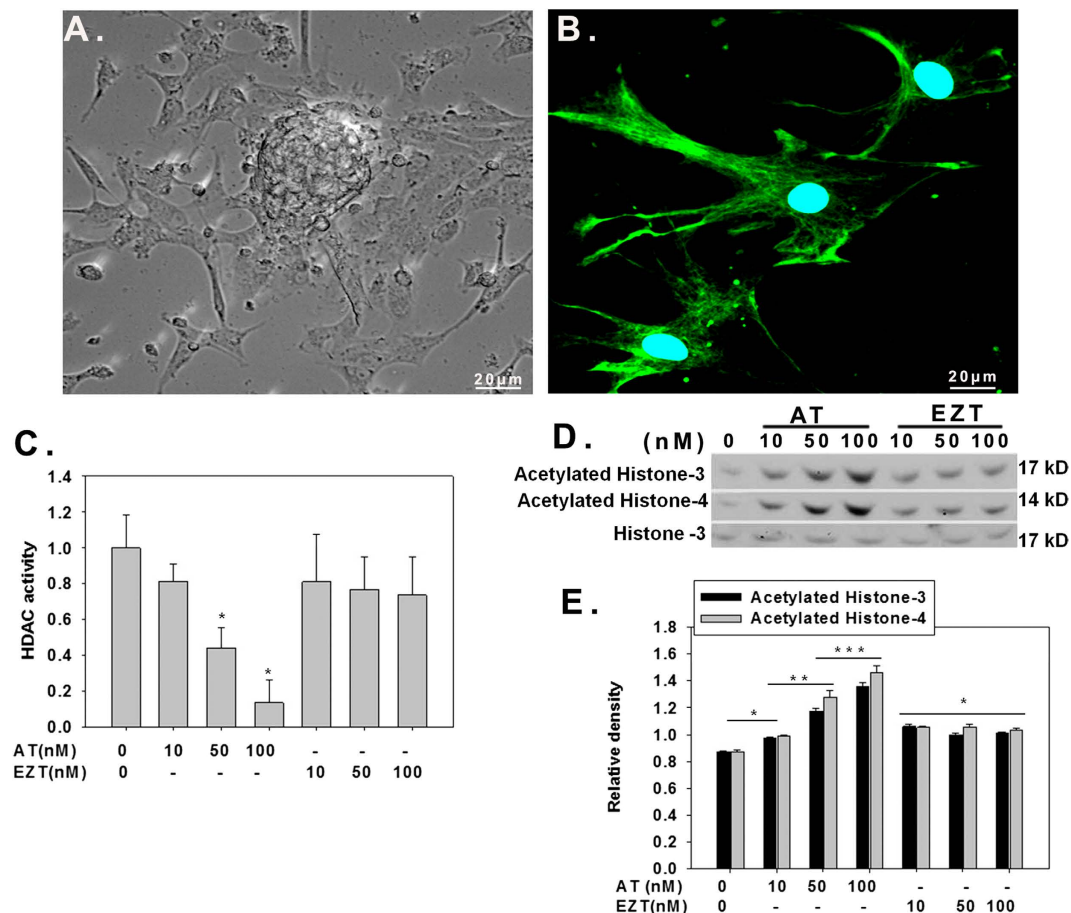 A.
B.
20µm
20µm
C
HDAC activity
1.4
1.2
1.0
0.8
0.6
0.4
0.2
0.0
*
*
AT(nM) 0 10 50 100 - - -
EZT(nM) 0 - - - 10 50 100
D.
AT EZT
(nM) 0 10 50 100 10 50 100
Acetylated Histone-3 17 kD
Acetylated Histone-4 14 kD
Histone -3 17 kD
E.
Acetylated Histone-3
Acetylated Histone-4
Relative density
1.8
1.6
1.4
1.2
1.0
0.8
0.6
0.4
0.2
0.0
*
**
***
*
AT (nM) 0 10 50 100 - - -
EZT(nM) 0 - - - 10 50 100